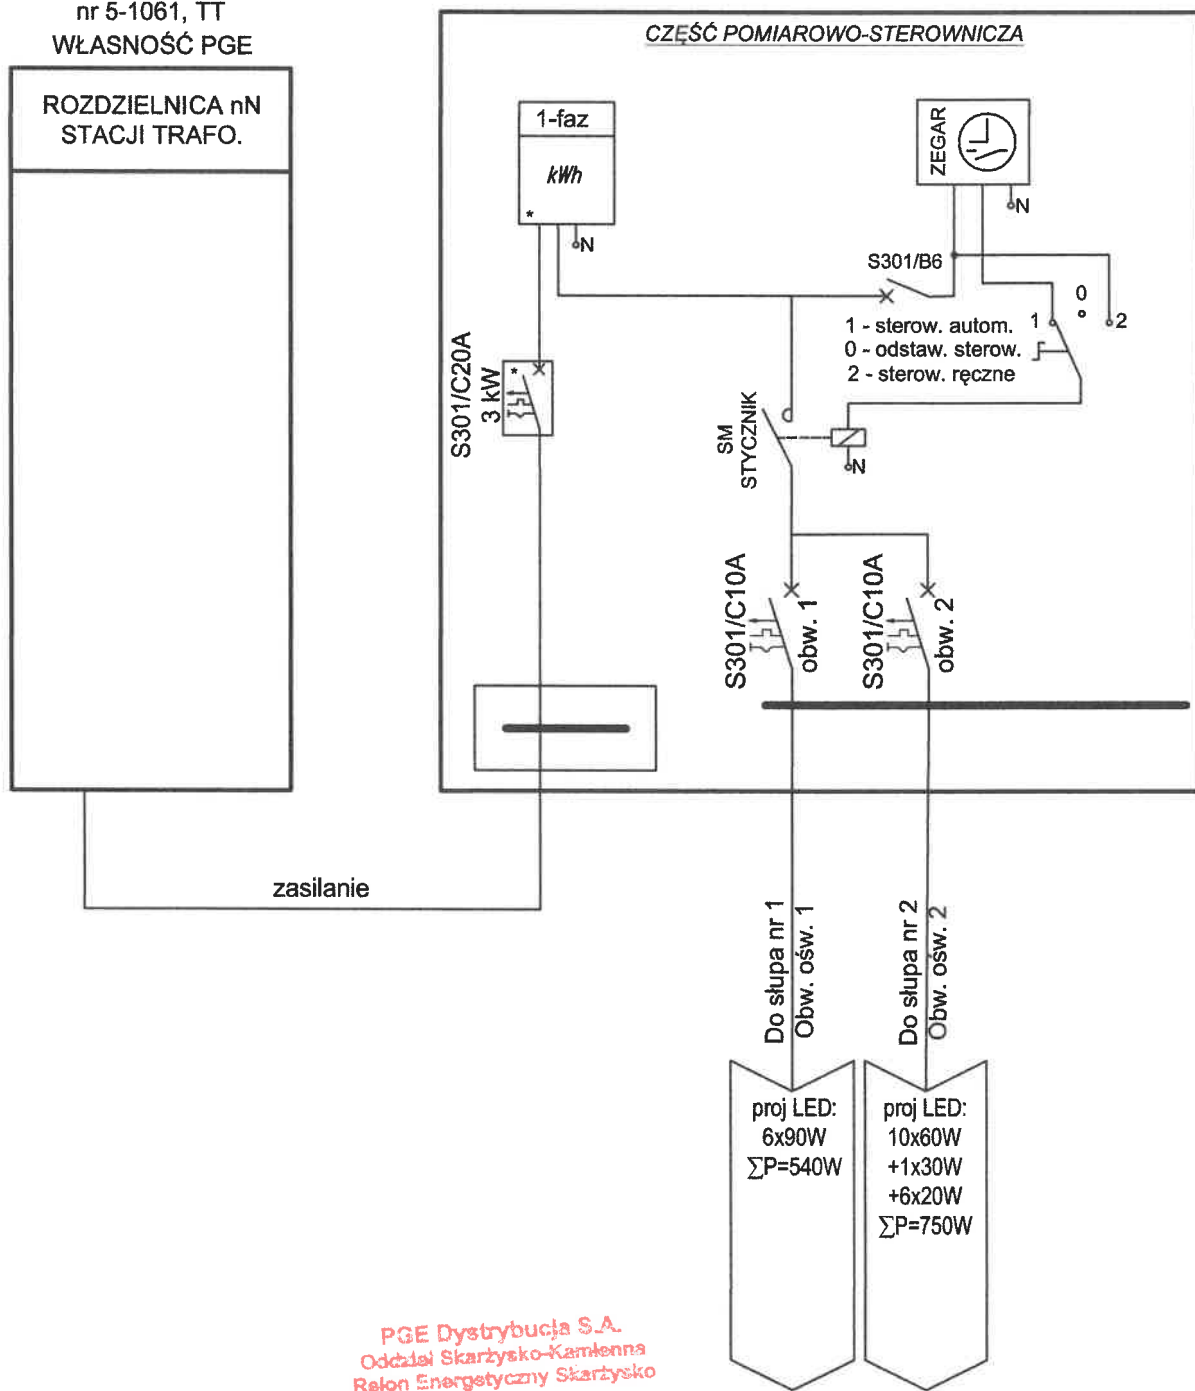 nr 5-1061, TT
WŁASNOŚĆ PGE
ROZDZIELNICA nN
STACJI TRAFO.
CZĘŚĆ POMIAROWO-STEROWNICZA
1-faz
kWh
*
N
ZEGAR
N
S301/B6
1 - sterow. autom.
0 - odstaw. sterow.
2 - sterow. ręczne
1
0
2
S301/C20A
3 kW
*
SM
STYCZNIK
N
S301/C10A
obw. 1
S301/C10A
obw. 2
zasilanie
Do słupa nr 1
Obw. ośw. 1
Do słupa nr 2
Obw. ośw. 2
proj LED:
6x90W
∑P=540W
proj LED:
10x60W
+1x30W
+6x20W
∑P=750W
PGE Dystrybucja S.A.
Oddział Skarżysko-Kamienna
Rejon Energetyczny Skarżysko